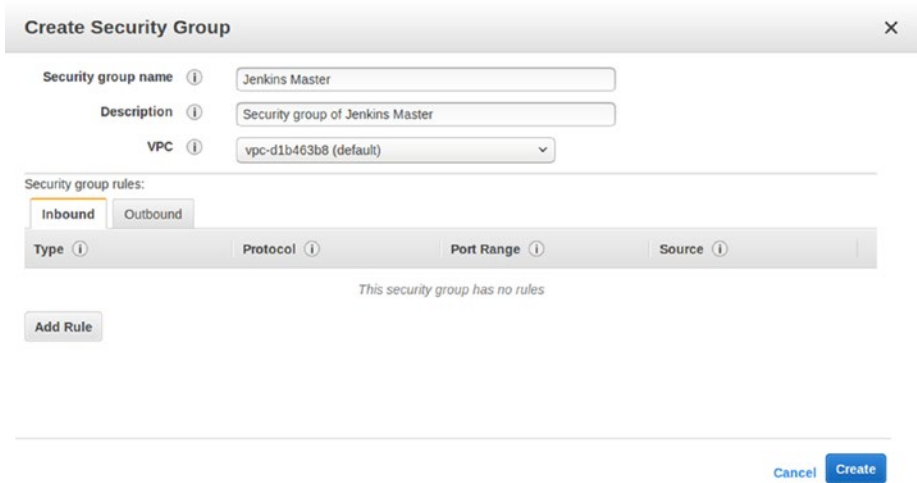 Create Security Group
Security group name
Jenkins Master
Description
Security group of Jenkins Master
VPC
vpc-d1b463b8 (default)
Security group rules:
Inbound Outbound
Type Protocol Port Range Source
This security group has no rules
Add Rule
Cancel Create